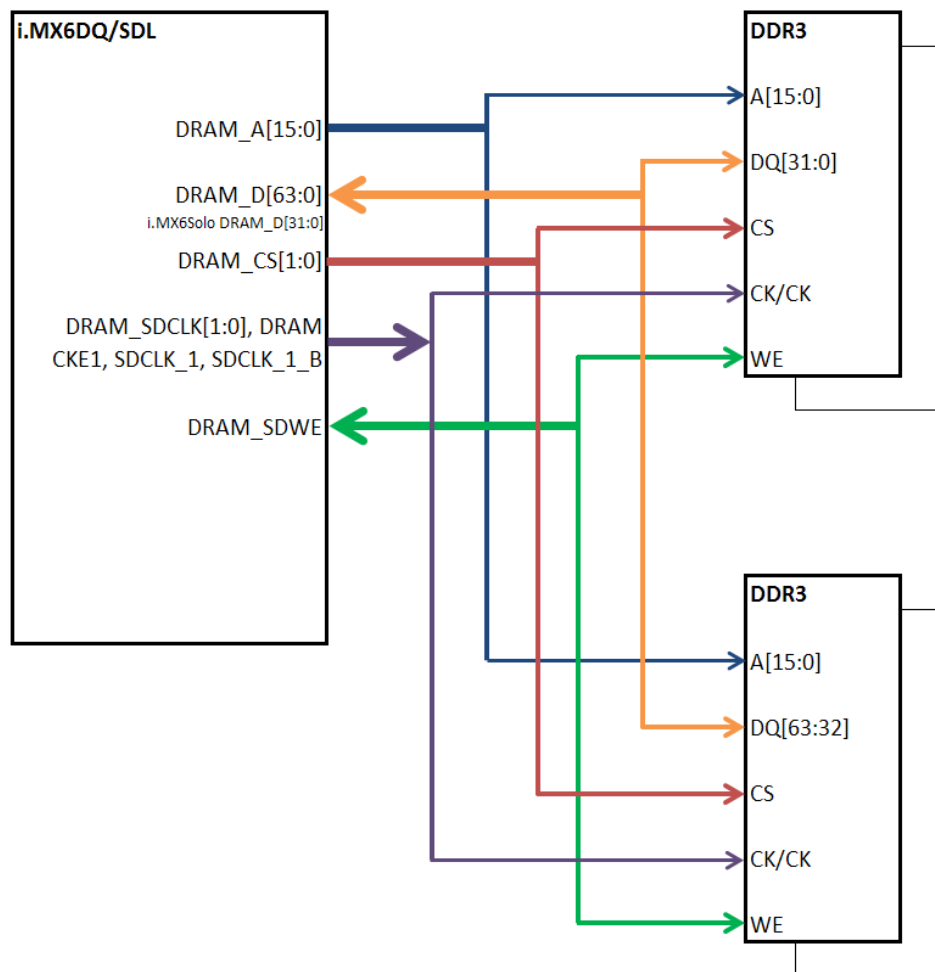 i.MX6DQ/SDL
DRAM_A[15:0]
DRAM_D[63:0]
i.MX6Solo DRAM_D[31:0]
DRAM_CS[1:0]
DRAM_SDCLK[1:0], DRAM
CKE1, SDCLK_1, SDCLK_1_B
DRAM_SDWE
DDR3
A[15:0]
DQ[31:0]
CS
CK/CK
WE
DDR3
A[15:0]
DQ[63:32]
CS
CK/CK
WE